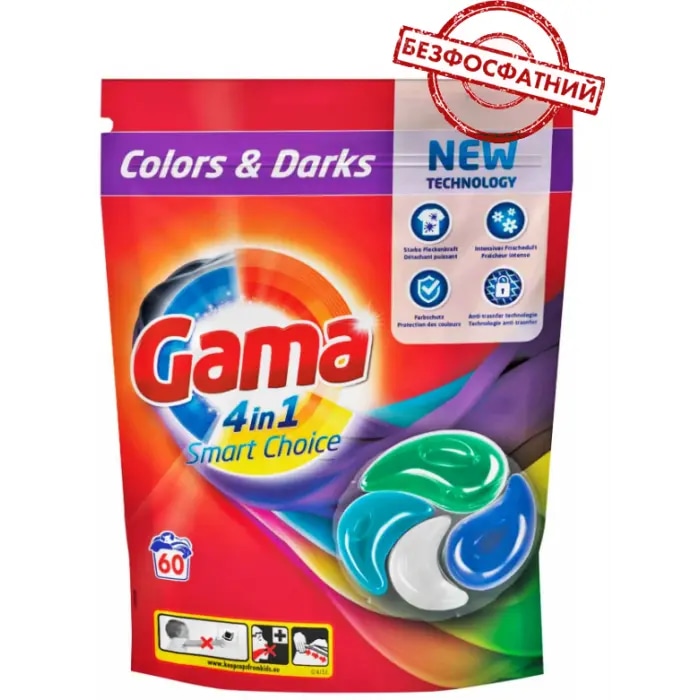 БЕЗФОСФАТНИЙ
Colors & Darks
NEW
TECHNOLOGY
Starke Fleckenkraft
Détachant puissant
Intensiver Frischeduft
Fraîcheur intense
Farbschutz
Protection des couleurs
Anti-transfer technologie
Technologie anti-transfer
Gama
4in1
Smart Choice
60
www.keepcapsfromkids.eu